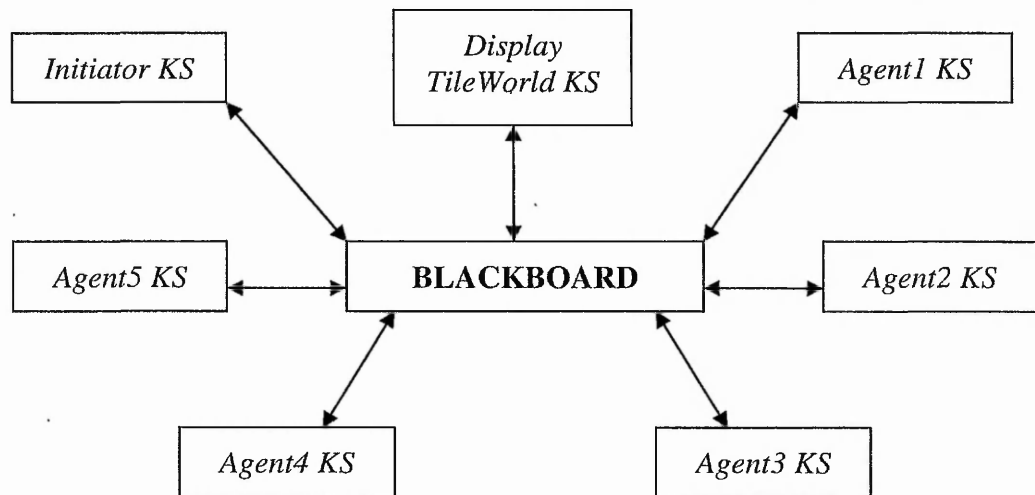 Initiator KS
Display
TileWorld KS
Agent1 KS
Agent5 KS
BLACKBOARD
Agent2 KS
Agent4 KS
Agent3 KS